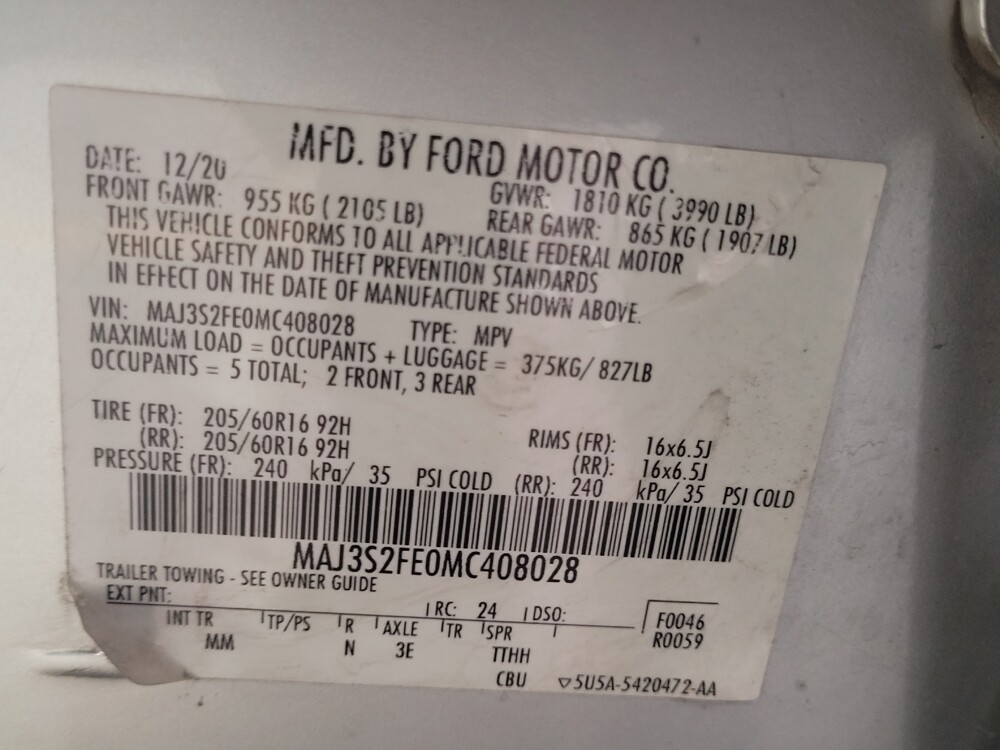 MFD. BY FORD MOTOR CO.
DATE: 12/20 GVWR: 1810 KG ( 3990 LB)
FRONT GAWR: 955 KG ( 2105 LB) REAR GAWR: 865 KG ( 1907 LB)
THIS VEHICLE CONFORMS TO ALL APPLICABLE FEDERAL MOTOR
VEHICLE SAFETY AND THEFT PREVENTION STANDARDS
IN EFFECT ON THE DATE OF MANUFACTURE SHOWN ABOVE.
VIN: MAJ3S2FE0MC408028 TYPE: MPV
MAXIMUM LOAD = OCCUPANTS + LUGGAGE = 375KG/ 827LB
OCCUPANTS = 5 TOTAL; 2 FRONT, 3 REAR
TIRE (FR): 205/60R16 92H RIMS (FR): 16x6.5J
(RR): 205/60R16 92H (RR): 16x6.5J
PRESSURE (FR): 240 kPa/ 35 PSI COLD (RR): 240 kPa/ 35 PSI COLD
MAJ3S2FE0MC408028
TRAILER TOWING - SEE OWNER GUIDE
EXT PNT: RC: 24 DSO: F0046
INT TR TP/PS R AXLE TR SPR R0059
MM N 3E TTHH
CBU ▽5U5A-5420472-AA